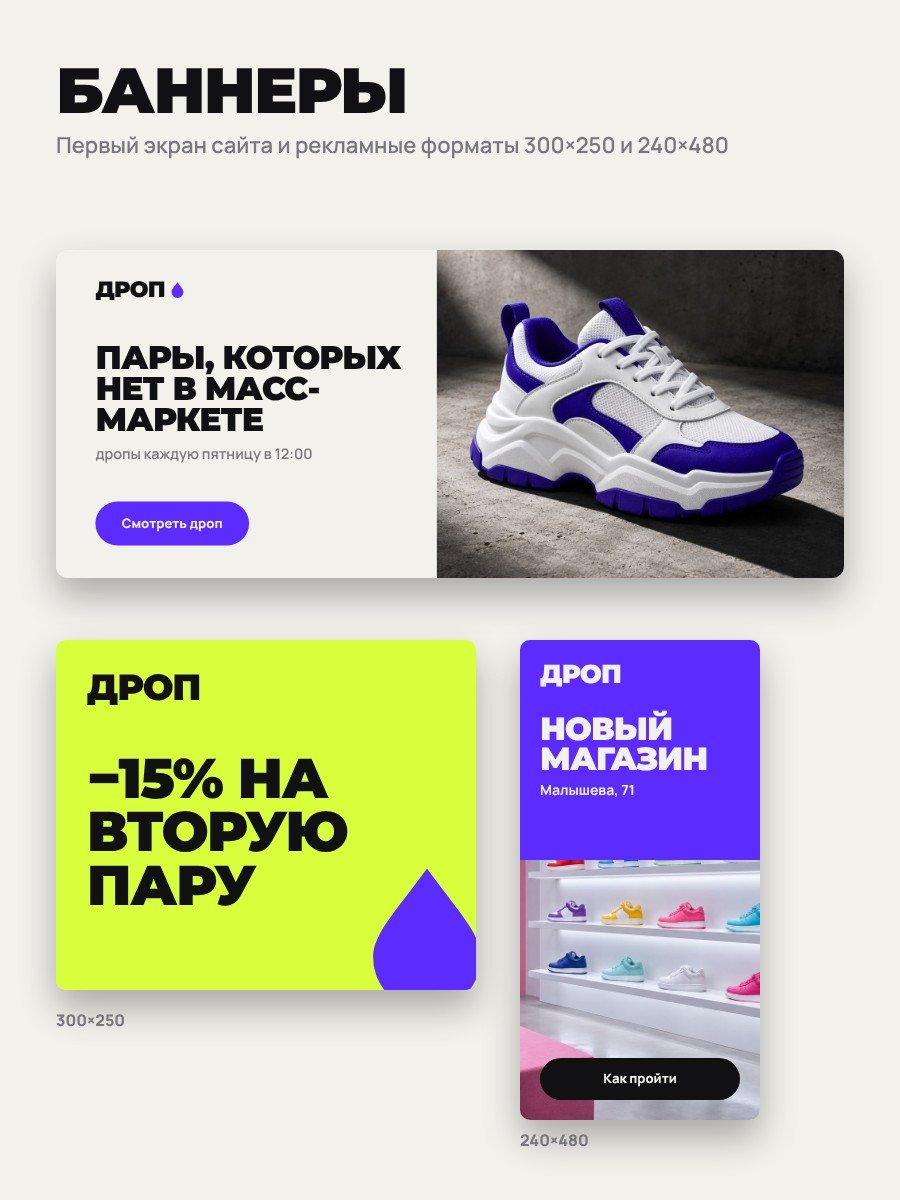 БАННЕРЫ
Первый экран сайта и рекламные форматы 300×250 и 240×480
ДРОП
ПАРЫ, КОТОРЫХ
НЕТ В МАСС-
МАРКЕТЕ
дропы каждую пятницу в 12:00
Смотреть дроп
ДРОП
−15% НА
ВТОРУЮ
ПАРУ
300×250
ДРОП
НОВЫЙ
МАГАЗИН
Малышева, 71
Как пройти
240×480